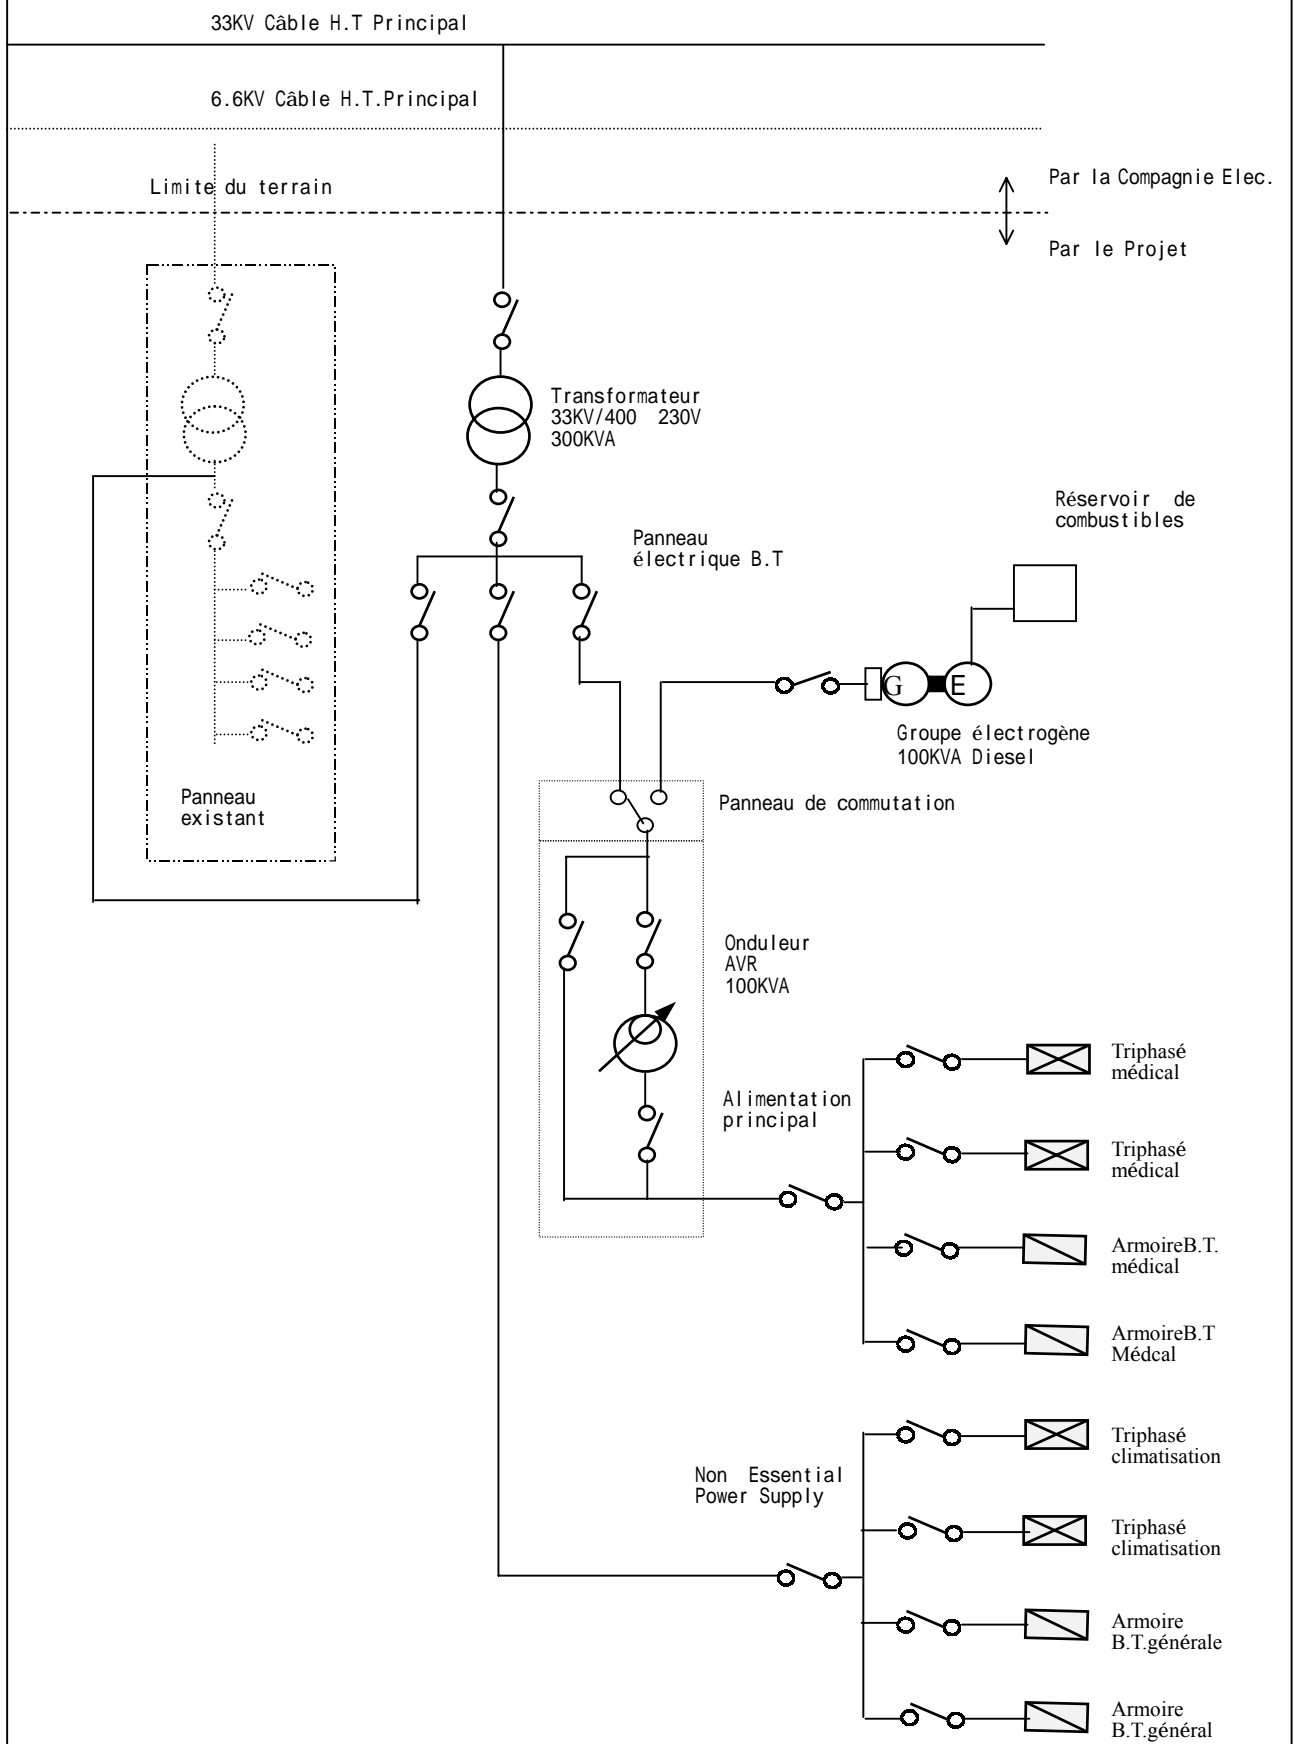 33KV Câble H.T Principal
6.6KV Câble H.T.Principal
Limite du terrain
Par la Compagnie Elec.
Par le Projet
Transformateur
33KV/400 230V
300KVA
Réservoir de
combustibles
Panneau
électrique B.T
G
E
Groupe électrogène
100KVA Diesel
Panneau
existant
Panneau de commutation
Onduleur
AVR
100KVA
Alimentation
principal
Triphasé
médical
Triphasé
médical
ArmoireB.T.
médical
ArmoireB.T
Médcal
Non Essential
Power Supply
Triphasé
climatisation
Triphasé
climatisation
Armoire
B.T.générale
Armoire
B.T.général